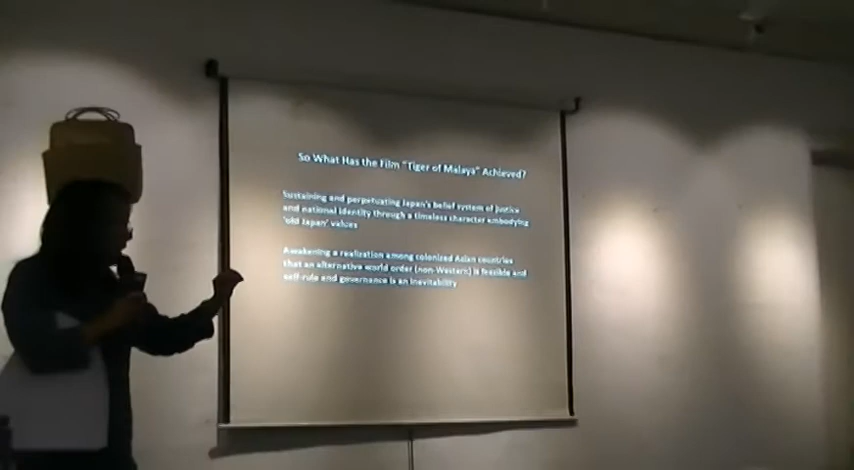 So What Has the Film "Tiger of Malaya" Achieved?
Sustaining and perpetuating Japan's belief system of justice
and national identity through a timeless character embodying
'old Japan' values
Awakening a realization among colonized Asian countries
that an alternative world order (non-Western) is feasible and
self-rule and governance is an inevitability